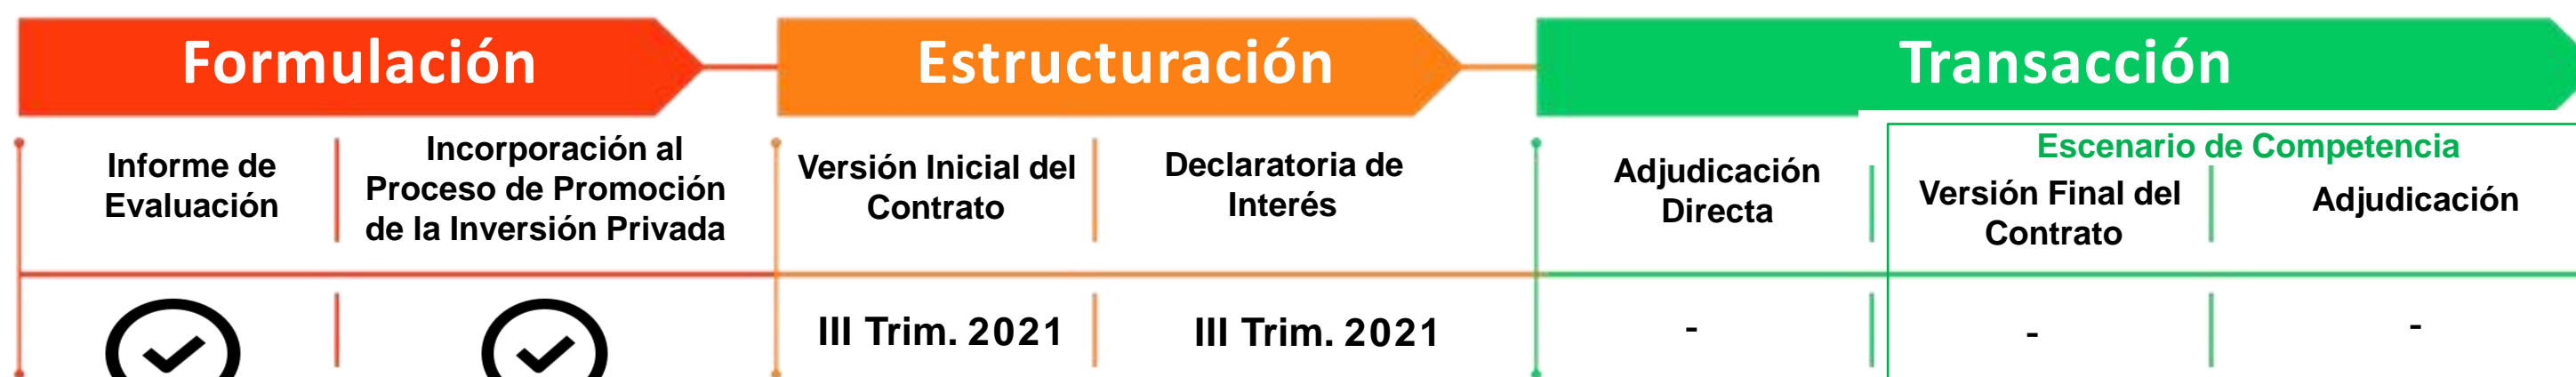 Formulación
Estructuración
Transacción
Informe de
Evaluación
Incorporación al
Proceso de Promoción
de la Inversión Privada
Versión Inicial del
Contrato
Declaratoria de
Interés
Adjudicación
Directa
Escenario de Competencia
Versión Final del
Contrato
Adjudicación
III Trim. 2021
III Trim. 2021
-
-
-